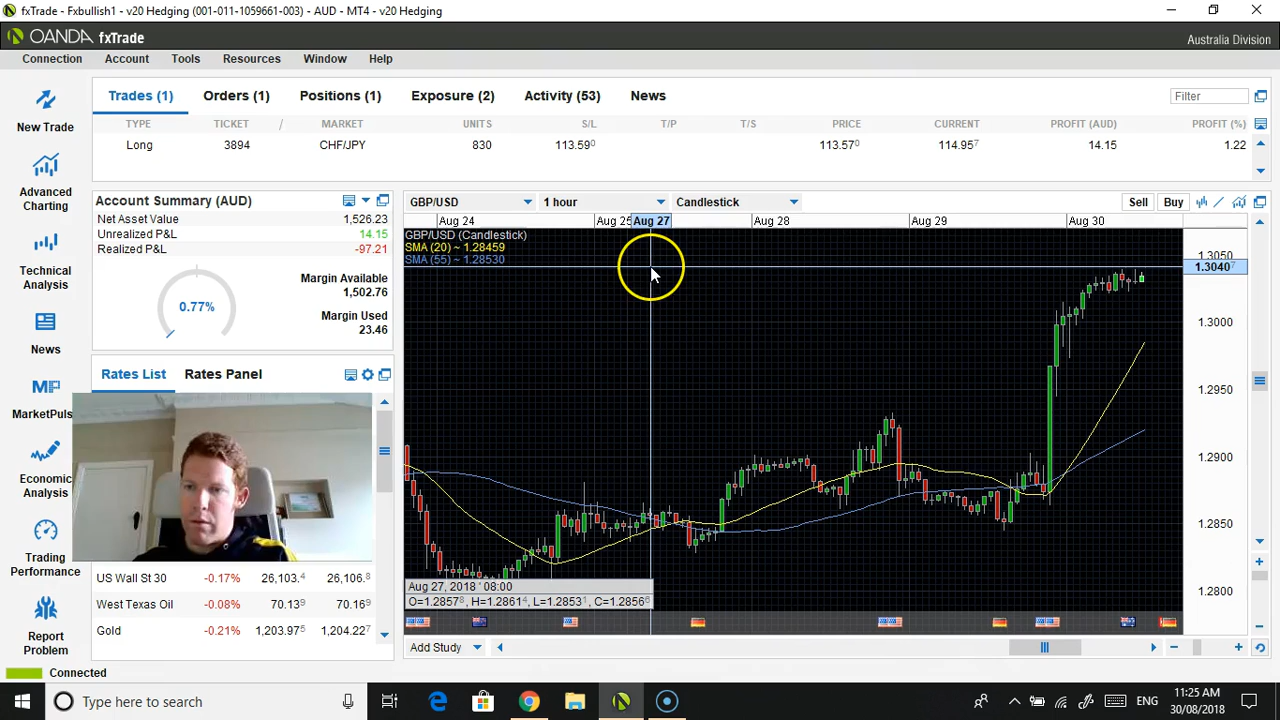 fxTrade - Fxbullish1 - v20 Hedging (001-011-1059661-003) - AUD - MT4 - v20 Hedging
OANDA fxTrade
Australia Division
Connection Account Tools Resources Window Help
New Trade
Advanced Charting
Technical Analysis
News
MarketPuls
Economic Analysis
Trading Performance
Report Problem
Trades (1) Orders (1) Positions (1) Exposure (2) Activity (53) News Filter
TYPE TICKET / MARKET UNITS S/L T/P T/S PRICE CURRENT PROFIT (AUD) PROFIT (%)
Long 3894 CHF/JPY 830 113.590 113.570 114.957 14.15 1.22
Account Summary (AUD)
Net Asset Value 1,526.23
Unrealized P&L 14.15
Realized P&L -97.21
0.77%
Margin Available
1,502.76
Margin Used
23.46
Rates List Rates Panel
US Wall St 30 -0.17% 26,103.4 26,106.8
West Texas Oil -0.08% 70.139 70.169
Gold -0.21% 1,203.975 1,204.227
GBP/USD 1 hour Candlestick Sell Buy
Aug 24 Aug 25 Aug 27 Aug 28 Aug 29 Aug 30
GBP/USD (Candlestick)
SMA (20) ~ 1.28459
SMA (55) ~ 1.28530
1.3050
1.30407
1.3000
1.2950
1.2900
1.2850
1.2800
Aug 27, 2018 ' 08:00
O=1.28578, H=1.28614, L=1.28531, C=1.28566
Add Study
Connected
Type here to search
ENG
11:25 AM
30/08/2018